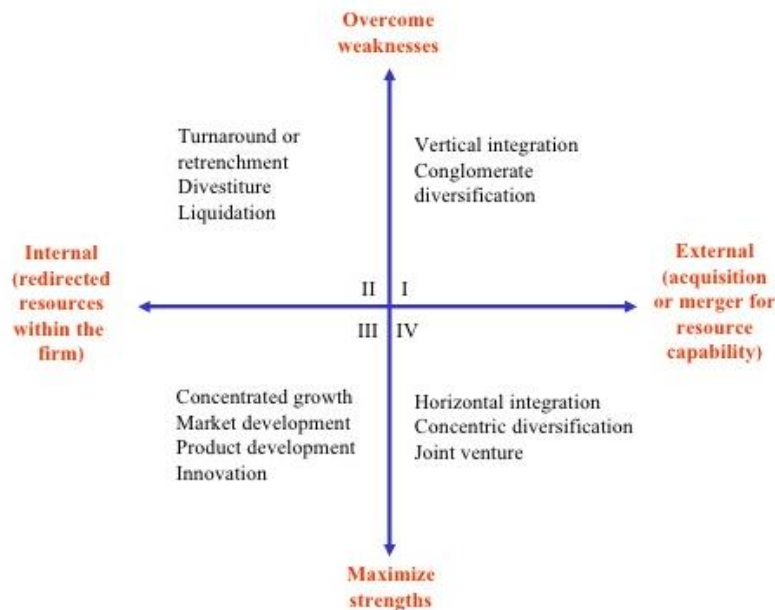 Overcome
weaknesses
Turnaround or
retrenchment
Divestiture
Liquidation
Vertical integration
Conglomerate
diversification
Internal
(redirected
resources
within the
firm)
External
(acquisition
or merger for
resource
capability)
II
I
III
IV
Concentrated growth
Market development
Product development
Innovation
Horizontal integration
Concentric diversification
Joint venture
Maximize
strengths